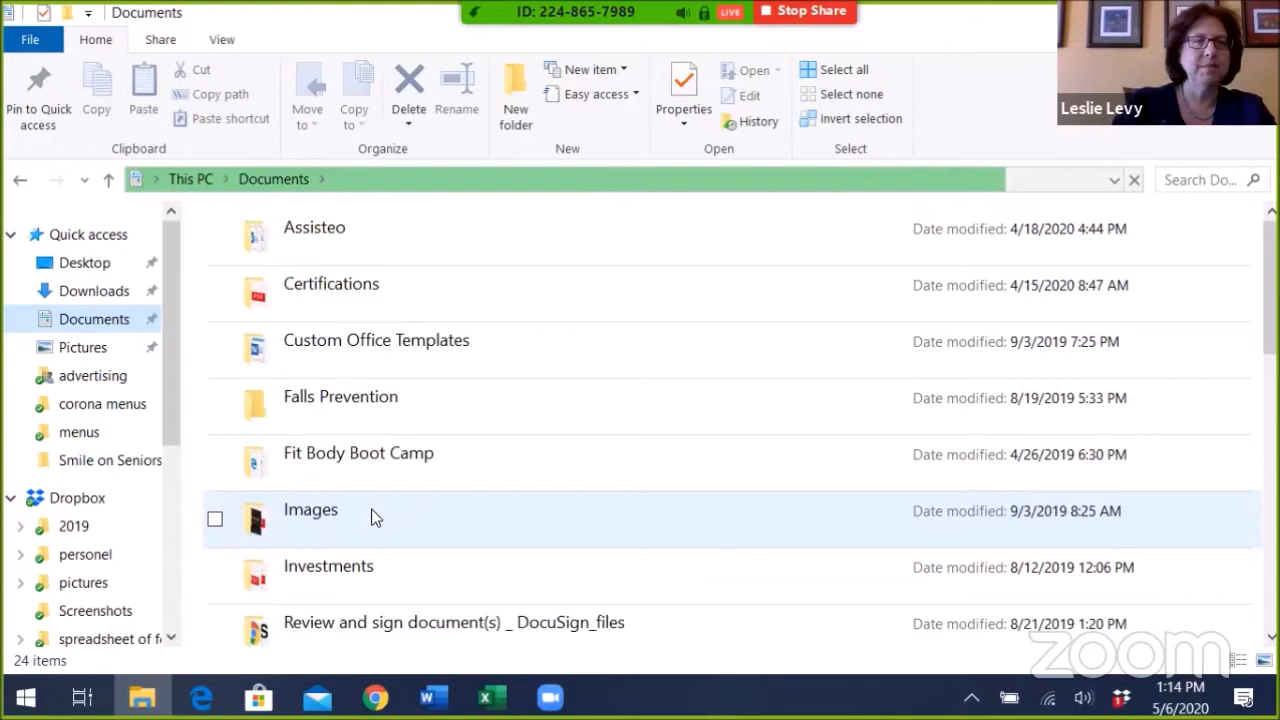 Documents
ID: 224-865-7989
LIVE
Stop Share
File
Home
Share
View
Pin to Quick access
Copy
Paste
Cut
Copy path
Paste shortcut
Clipboard
Move to
Copy to
Delete
Rename
Organize
New folder
New item
Easy access
New
Properties
Open
Edit
History
Open
Select all
Select none
Invert selection
Select
Leslie Levy
This PC
Documents
Search Do...
Quick access
Desktop
Downloads
Documents
Pictures
advertising
corona menus
menus
Smile on Seniors
Dropbox
2019
personel
pictures
Screenshots
spreadsheet of f
Assisteo
Date modified: 4/18/2020 4:44 PM
Certifications
Date modified: 4/15/2020 8:47 AM
Custom Office Templates
Date modified: 9/3/2019 7:25 PM
Falls Prevention
Date modified: 8/19/2019 5:33 PM
Fit Body Boot Camp
Date modified: 4/26/2019 6:30 PM
Images
Date modified: 9/3/2019 8:25 AM
Investments
Date modified: 8/12/2019 12:06 PM
Review and sign document(s) _ DocuSign_files
Date modified: 8/21/2019 1:20 PM
24 items
zoom
1:14 PM
5/6/2020